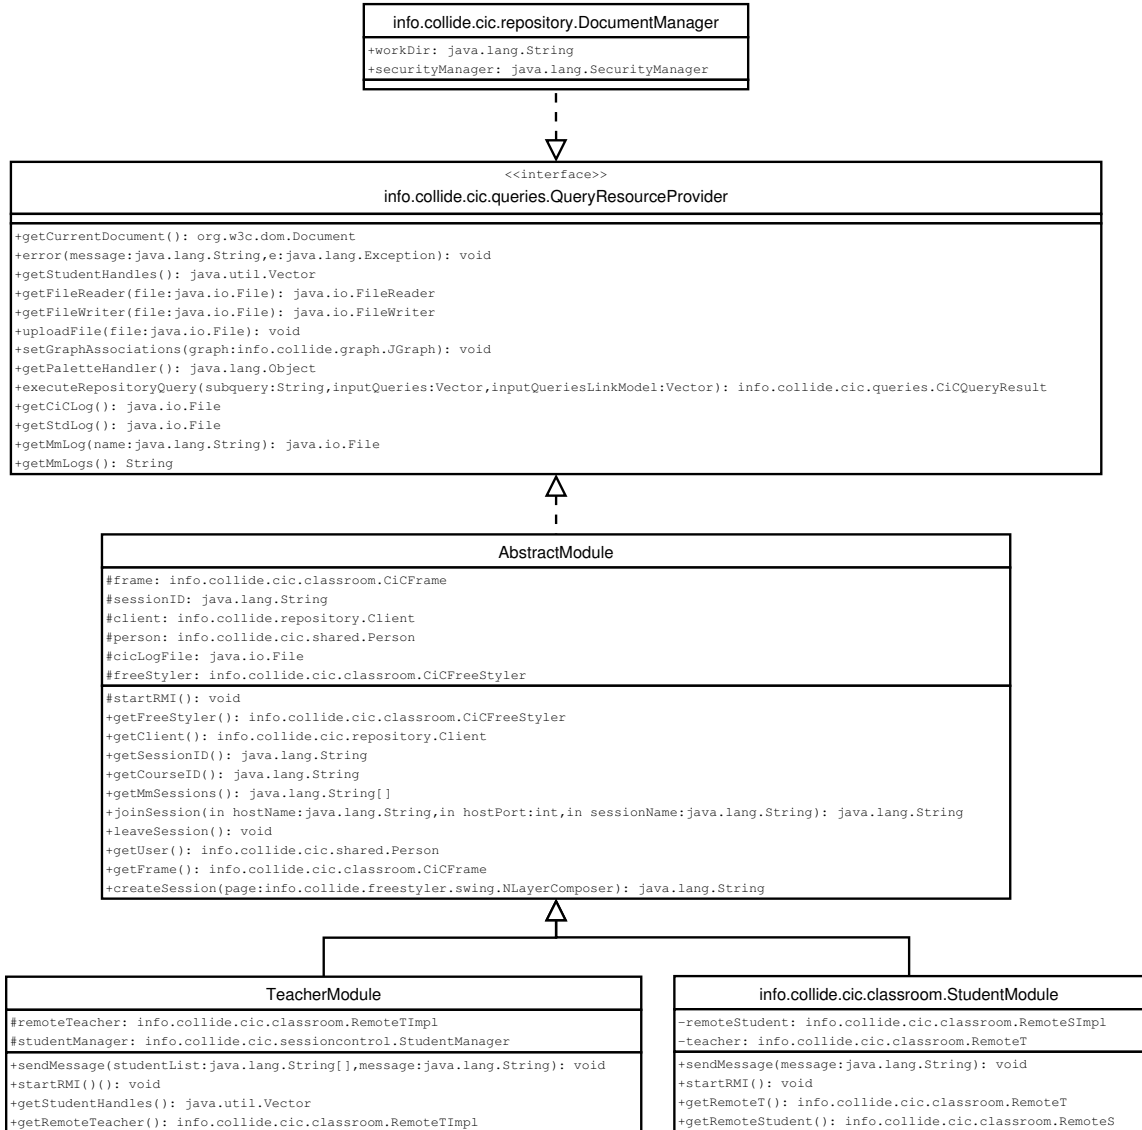 info.collide.cic.repository.DocumentManager
+workDir: java.lang.String
+securityManager: java.lang.SecurityManager
<<interface>>
info.collide.cic.queries.QueryResourceProvider
+getCurrentDocument(): org.w3c.dom.Document
+error(message:java.lang.String,e:java.lang.Exception): void
+getStudentHandles(): java.util.Vector
+getFileReader(file:java.io.File): java.io.FileReader
+getFileWriter(file:java.io.File): java.io.FileWriter
+uploadFile(file:java.io.File): void
+setGraphAssociations(graph:info.collide.graph.JGraph): void
+getPaletteHandler(): java.lang.Object
+executeRepositoryQuery(subquery:String,inputQueries:Vector,inputQueriesLinkModel:Vector): info.collide.cic.queries.CiCQueryResult
+getCiCLog(): java.io.File
+getStdLog(): java.io.File
+getMmLog(name:java.lang.String): java.io.File
+getMmLogs(): String
AbstractModule
#frame: info.collide.cic.classroom.CiCFrame
#sessionID: java.lang.String
#client: info.collide.repository.Client
#person: info.collide.cic.shared.Person
#cicLogFile: java.io.File
#freeStyler: info.collide.cic.classroom.CiCFreeStyler
#startRMI(): void
+getFreeStyler(): info.collide.cic.classroom.CiCFreeStyler
+getClient(): info.collide.cic.repository.Client
+getSessionID(): java.lang.String
+getCourseID(): java.lang.String
+getMmSessions(): java.lang.String[]
+joinSession(in hostName:java.lang.String,in hostPort:int,in sessionName:java.lang.String): java.lang.String
+leaveSession(): void
+getUser(): info.collide.cic.shared.Person
+getFrame(): info.collide.cic.classroom.CiCFrame
+createSession(page:info.collide.freestyler.swing.NLayerComposer): java.lang.String
TeacherModule
#remoteTeacher: info.collide.cic.classroom.RemoteTImpl
#studentManager: info.collide.cic.sessioncontrol.StudentManager
+sendMessage(studentList:java.lang.String[],message:java.lang.String): void
+startRMI()(): void
+getStudentHandles(): java.util.Vector
+getRemoteTeacher(): info.collide.cic.classroom.RemoteTImpl
info.collide.cic.classroom.StudentModule
-remoteStudent: info.collide.cic.classroom.RemoteSImpl
-teacher: info.collide.cic.classroom.RemoteT
+sendMessage(message:java.lang.String): void
+startRMI(): void
+getRemoteT(): info.collide.cic.classroom.RemoteT
+getRemoteStudent(): info.collide.cic.classroom.RemoteS